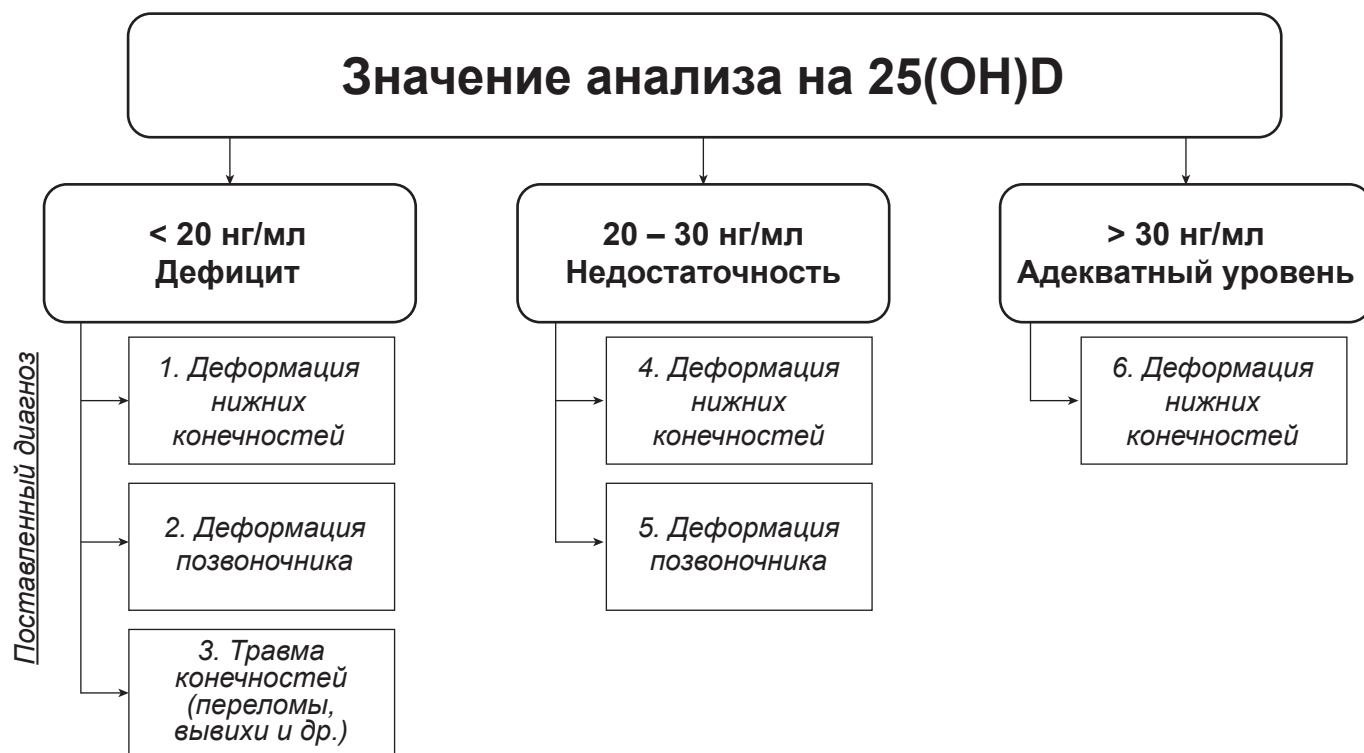 Значение анализа на 25(OH)D
< 20 нг/мл
Дефицит
20 – 30 нг/мл
Недостаточность
> 30 нг/мл
Адекватный уровень
Поставленный диагноз
1. Деформация
нижних
конечностей
2. Деформация
позвоночника
3. Травма
конечностей
(переломы,
вывихи и др.)
4. Деформация
нижних
конечностей
5. Деформация
позвоночника
6. Деформация
нижних
конечностей